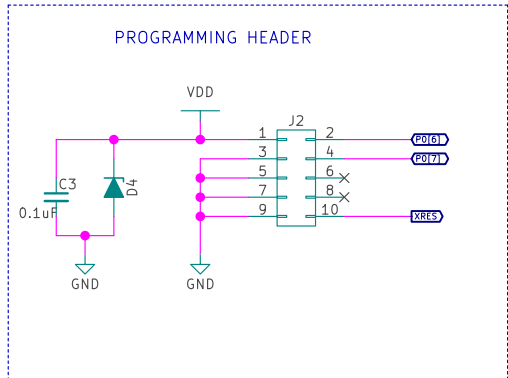 PROGRAMMING HEADER
VDD
J2
1 2 P0[6]
3 4 P0[7]
5 6
7 8
9 10 XRES
C3
0.1uF
D4
GND
GND